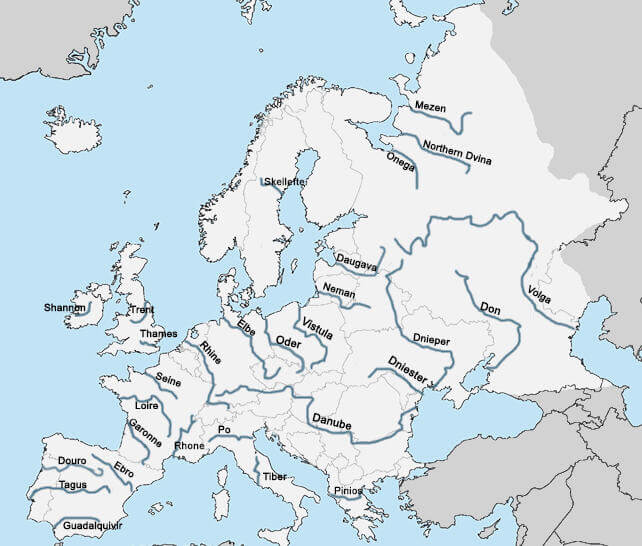 Mezen
Northern Dvina
Onega
Skellefte
Daugava
Neman
Volga
Shannon
Trent
Thames
Elbe
Vistula
Oder
Don
Dnieper
Rhine
Dniester
Seine
Loire
Danube
Garonne
Po
Rhone
Douro
Ebro
Tiber
Tagus
Pinios
Guadalquivir